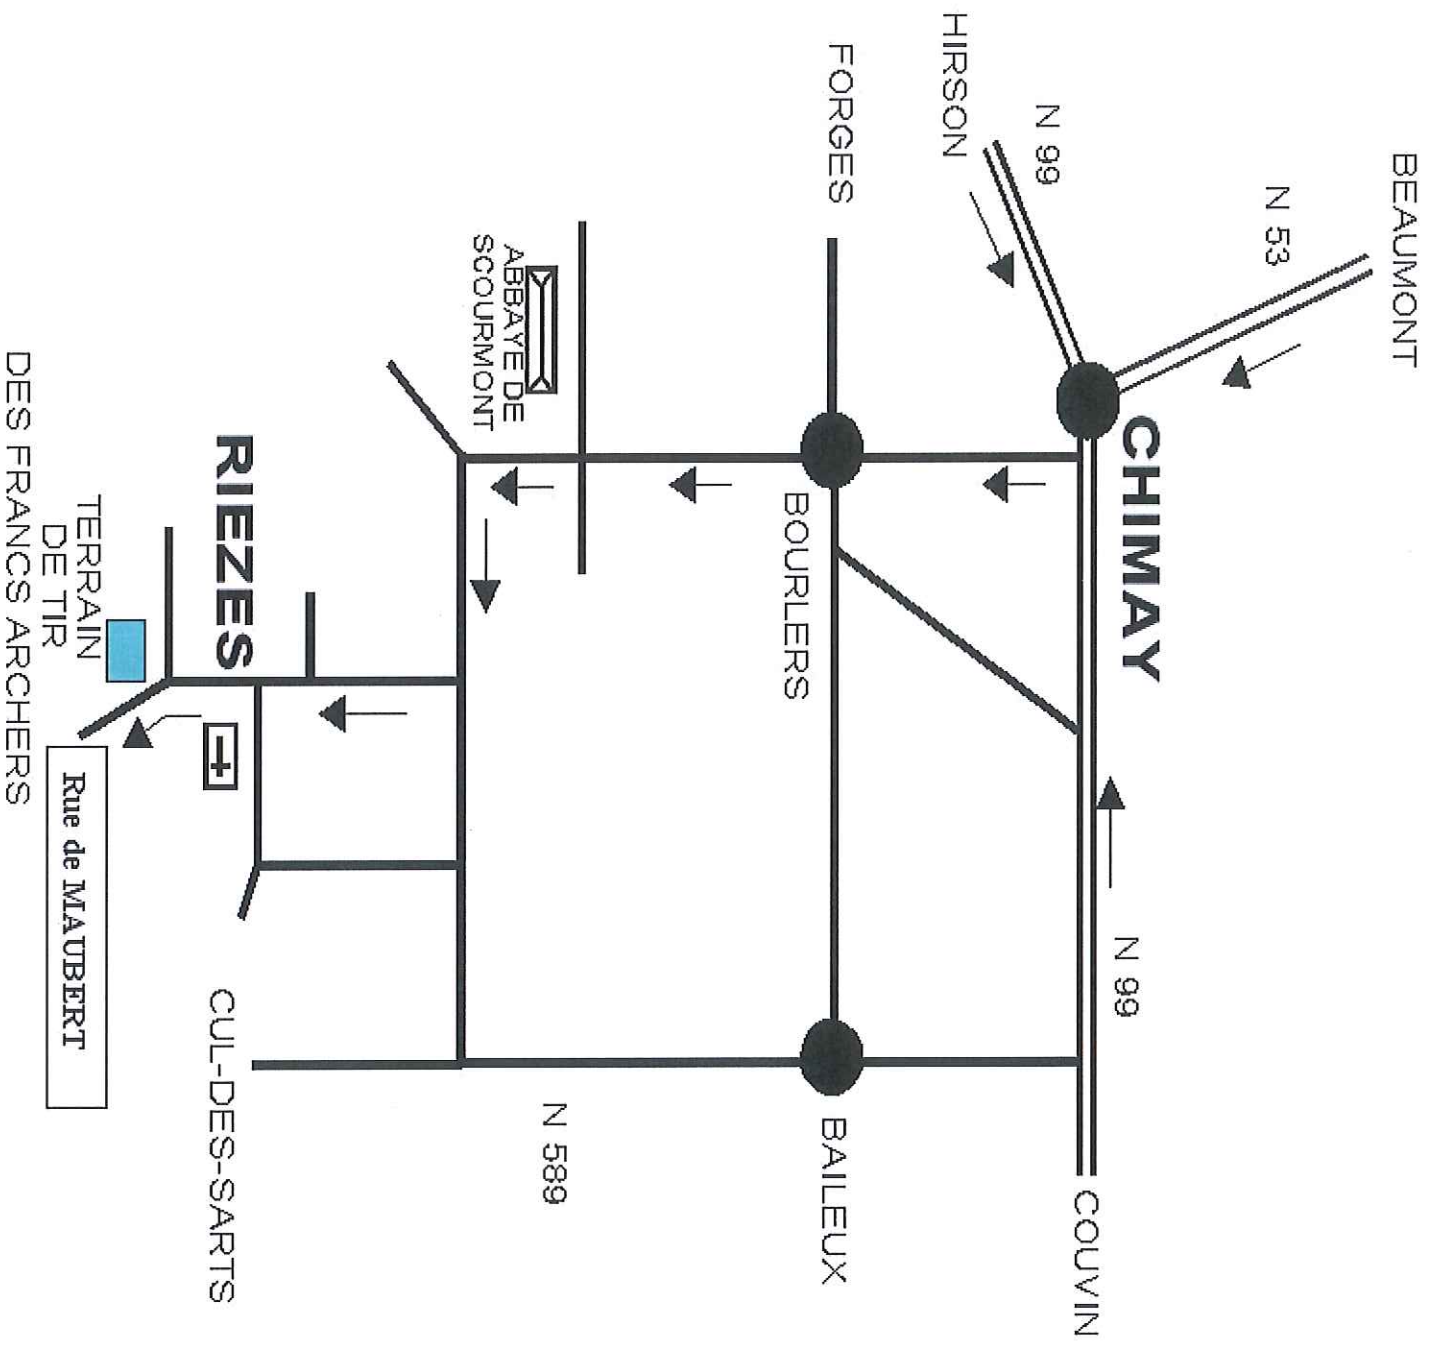 BEAUMONT
N 53
N 99
HIRSON
CHIMAY
N 99
COUVIN
FORGES
BOURLERS
BAILEUX
ABBAYE DE
SCOURMONT
N 589
RIEZES
CUL-DES-SARTS
TERRAIN
DE TIR
DES FRANCS ARCHERS
Rue de MAUBERT